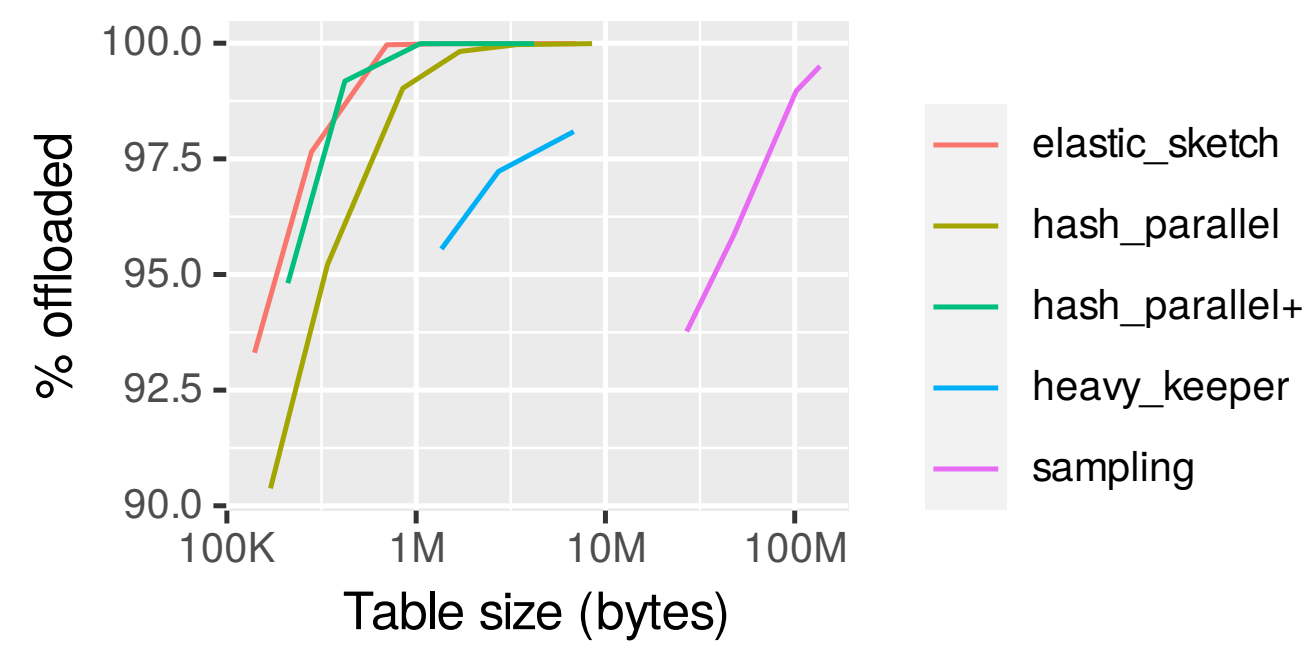 100.0
97.5
95.0
92.5
90.0
% offloaded
100K 1M 10M 100M
Table size (bytes)
elastic_sketch
hash_parallel
hash_parallel+
heavy_keeper
sampling